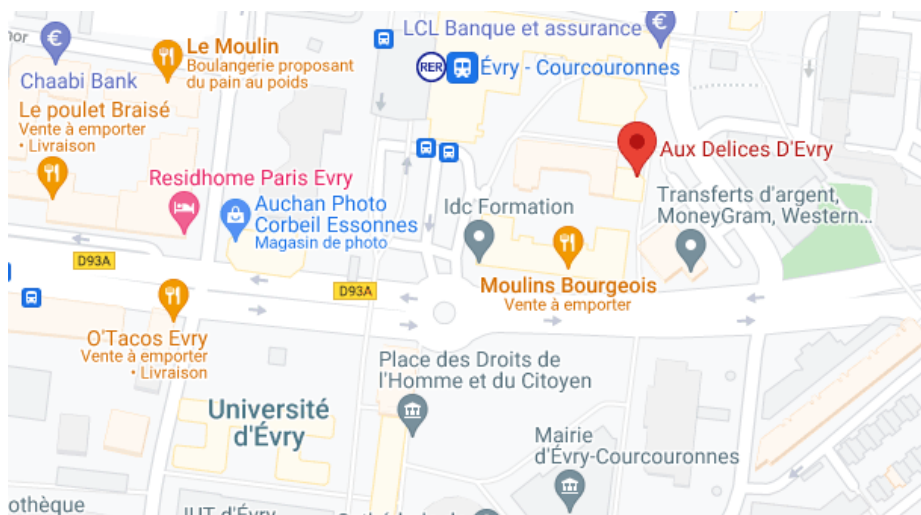 LCL Banque et assurance
Le Moulin
Boulangerie proposant
du pain au poids
Chaabi Bank
RER
Évry - Courcouronnes
Le poulet Braisé
Vente à emporter
• Livraison
Aux Delices D'Evry
Residhome Paris Evry
Auchan Photo
Corbeil Essonnes
Magasin de photo
Idc Formation
Transferts d'argent,
MoneyGram, Western...
D93A
D93A
Moulins Bourgeois
Vente à emporter
O'Tacos Evry
Vente à emporter
• Livraison
Place des Droits de
l'Homme et du Citoyen
Université
d'Évry
Mairie
d'Évry-Courcouronnes
IUT d'Évry